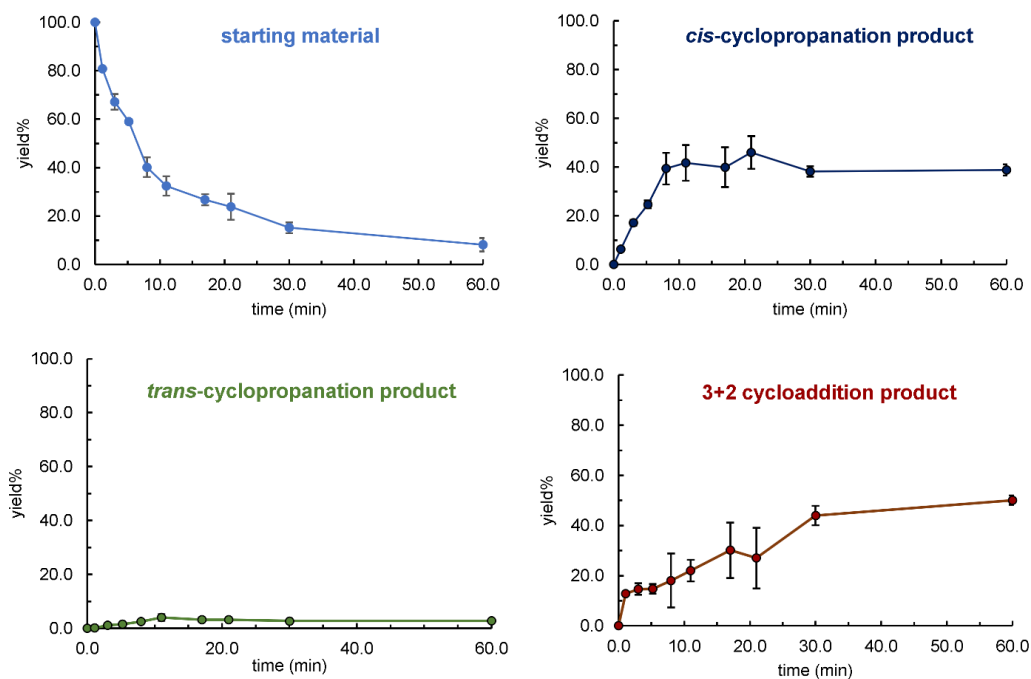 starting material
100.0
80.0
60.0
40.0
20.0
0.0
yield%
0.0 10.0 20.0 30.0 40.0 50.0 60.0
time (min)
cis-cyclopropanation product
100.0
80.0
60.0
40.0
20.0
0.0
yield%
0.0 10.0 20.0 30.0 40.0 50.0 60.0
time (min)
trans-cyclopropanation product
100.0
80.0
60.0
40.0
20.0
0.0
yield%
0.0 20.0 40.0 60.0
time (min)
3+2 cycloaddition product
100.0
80.0
60.0
40.0
20.0
0.0
yield%
0.0 10.0 20.0 30.0 40.0 50.0 60.0
time (min)